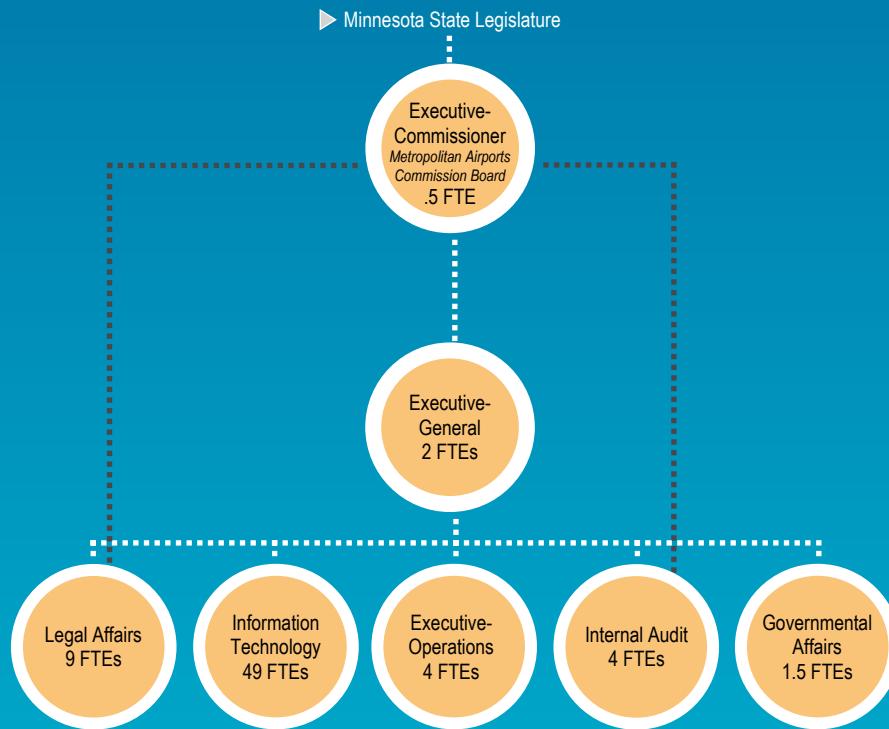 Minnesota State Legislature
Executive-
Commissioner
Metropolitan Airports
Commission Board
.5 FTE
Executive-
General
2 FTEs
Legal Affairs
9 FTEs
Information
Technology
49 FTEs
Executive-
Operations
4 FTEs
Internal Audit
4 FTEs
Governmental
Affairs
1.5 FTEs